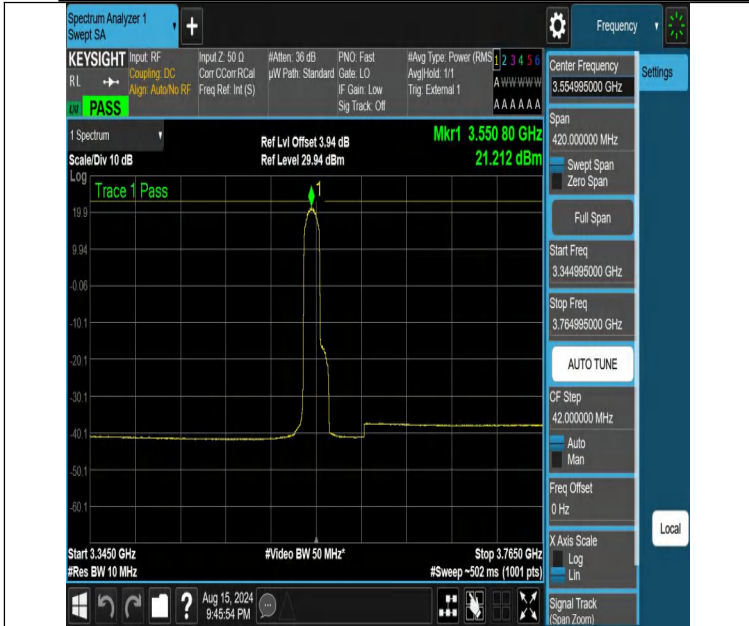 Spectrum Analyzer 1
Swept SA
+
Frequency
KEYSIGHT
RL
PASS
Input: RF
Coupling: DC
Align: Auto/No RF
Input Z: 50 Ω
Corr CCorr RCal
Freq Ref: Int (S)
#Atten: 36 dB
µW Path: Standard
PNO: Fast
Gate: LO
IF Gain: Low
Sig Track: Off
#Avg Type: Power (RMS
Avg|Hold: 1/1
Trig: External 1
1 2 3 4 5 6
A W W W W W
A A A A A A
1 Spectrum
Scale/Div 10 dB
Ref Lvl Offset 3.94 dB
Ref Level 29.94 dBm
Mkr1 3.550 80 GHz
21.212 dBm
Log
Trace 1 Pass
1
19.9
9.94
-0.06
-10.1
-20.1
-30.1
-40.1
-50.1
-60.1
Start 3.3450 GHz
#Res BW 10 MHz
#Video BW 50 MHz*
Stop 3.7650 GHz
#Sweep ~502 ms (1001 pts)
?
Aug 15, 2024
9:45:54 PM
Center Frequency
3.554995000 GHz
Settings
Span
420.000000 MHz
Swept Span
Zero Span
Full Span
Start Freq
3.344995000 GHz
Stop Freq
3.764995000 GHz
AUTO TUNE
CF Step
42.000000 MHz
Auto
Man
Freq Offset
0 Hz
X Axis Scale
Log
Lin
Local
Signal Track
(Span Zoom)